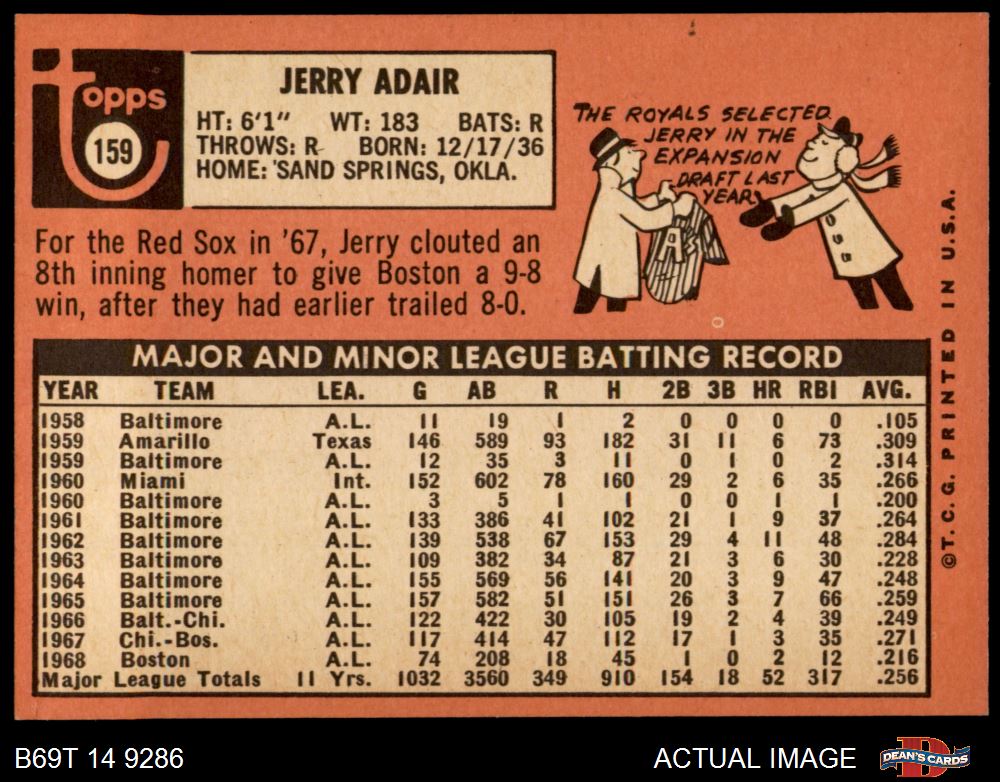 topps
159
JERRY ADAIR
HT: 6'1" WT: 183 BATS: R
THROWS: R BORN: 12/17/36
HOME: SAND SPRINGS, OKLA.
THE ROYALS SELECTED
JERRY IN THE
EXPANSION
DRAFT LAST
YEAR
A
For the Red Sox in '67, Jerry clouted an
8th inning homer to give Boston a 9-8
win, after they had earlier trailed 8-0.
MAJOR AND MINOR LEAGUE BATTING RECORD
YEAR TEAM LEA. G AB R H 2B 3B HR RBI AVG.
1958 Baltimore A.L. 11 19 1 2 0 0 0 0 .105
1959 Amarillo Texas 146 589 93 182 31 11 6 73 .309
1959 Baltimore A.L. 12 35 3 11 0 1 0 2 .314
1960 Miami Int. 152 602 78 160 29 2 6 35 .266
1960 Baltimore A.L. 3 5 1 1 0 0 1 1 .200
1961 Baltimore A.L. 133 386 41 102 21 1 9 37 .264
1962 Baltimore A.L. 139 538 67 153 29 4 11 48 .284
1963 Baltimore A.L. 109 382 34 87 21 3 6 30 .228
1964 Baltimore A.L. 155 569 56 141 20 3 9 47 .248
1965 Baltimore A.L. 157 582 51 151 26 3 7 66 .259
1966 Balt.-Chi. A.L. 122 422 30 105 19 2 4 39 .249
1967 Chi.-Bos. A.L. 117 414 47 112 17 1 3 35 .271
1968 Boston A.L. 74 208 18 45 1 0 2 12 .216
Major League Totals 11 Yrs. 1032 3560 349 910 154 18 52 317 .256
©T. C. G. PRINTED IN U.S.A.
B69T 14 9286
ACTUAL IMAGE
DEAN'S CARDS